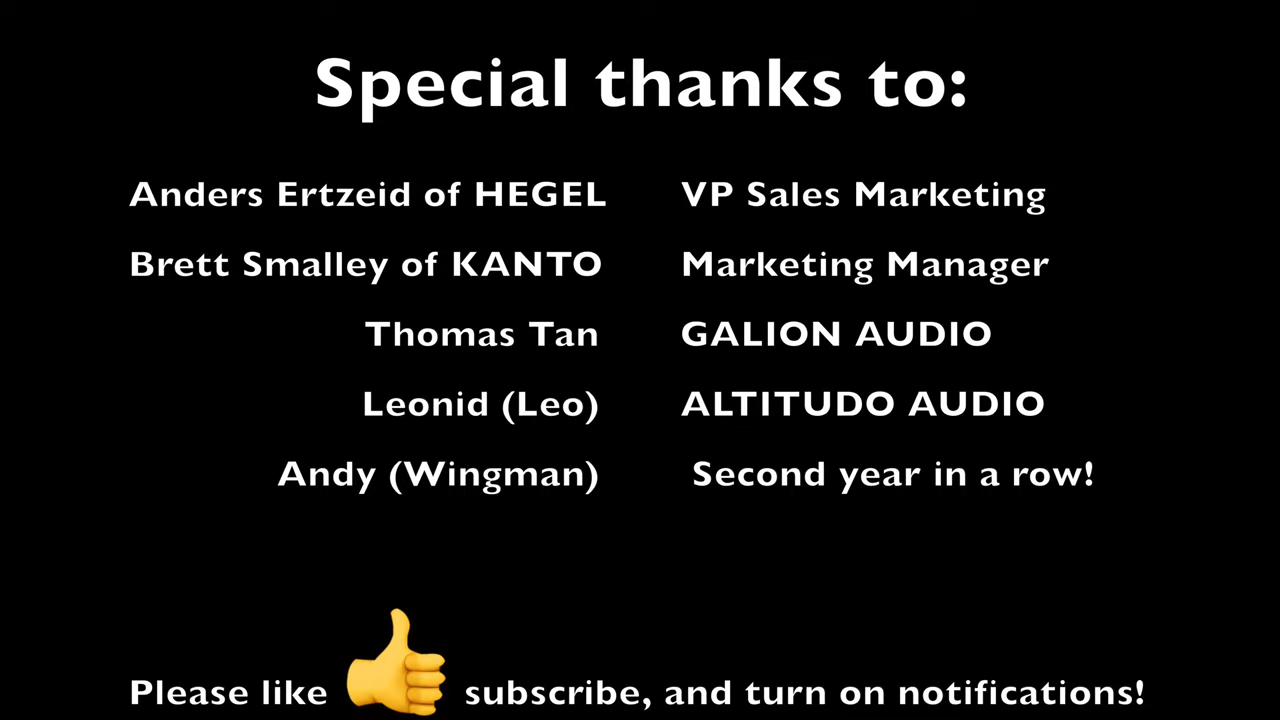 Special thanks to:
Anders Ertzeid of HEGEL VP Sales Marketing
Brett Smalley of KANTO Marketing Manager
Thomas Tan GALION AUDIO
Leonid (Leo) ALTITUDO AUDIO
Andy (Wingman) Second year in a row!
Please like 👍 subscribe, and turn on notifications!